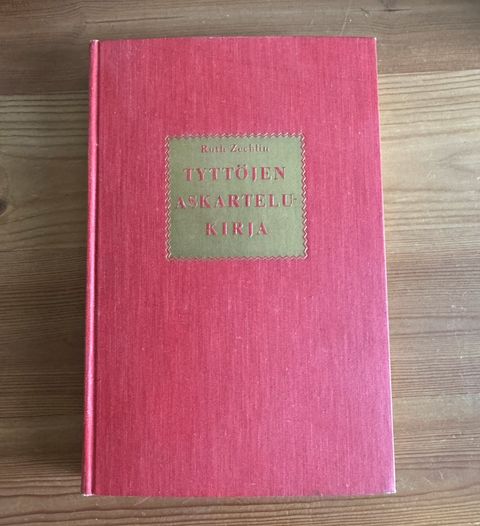 Ruth Zechlin
TYTTÖJEN
ASKARTELU-
KIRJA